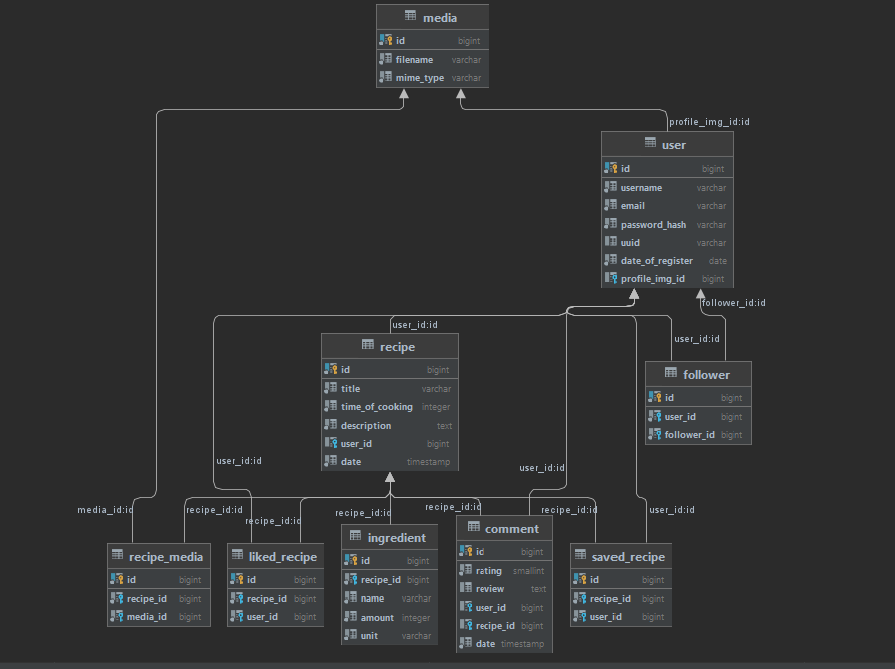 media
id bigint
filename varchar
mime_type varchar
profile_img_id:id
user
id bigint
username varchar
email varchar
password_hash varchar
uuid varchar
date_of_register date
profile_img_id bigint
follower_id:id
user_id:id
user_id:id
recipe
id bigint
title varchar
time_of_cooking integer
description text
user_id bigint
date timestamp
follower
id bigint
user_id bigint
follower_id bigint
user_id:id
user_id:id
media_id:id
recipe_id:id
recipe_id:id
recipe_id:id
recipe_id:id
recipe_id:id
user_id:id
recipe_media
id bigint
recipe_id bigint
media_id bigint
liked_recipe
id bigint
recipe_id bigint
user_id bigint
ingredient
id bigint
recipe_id bigint
name varchar
amount integer
unit varchar
comment
id bigint
rating smallint
review text
user_id bigint
recipe_id bigint
date timestamp
saved_recipe
id bigint
recipe_id bigint
user_id bigint